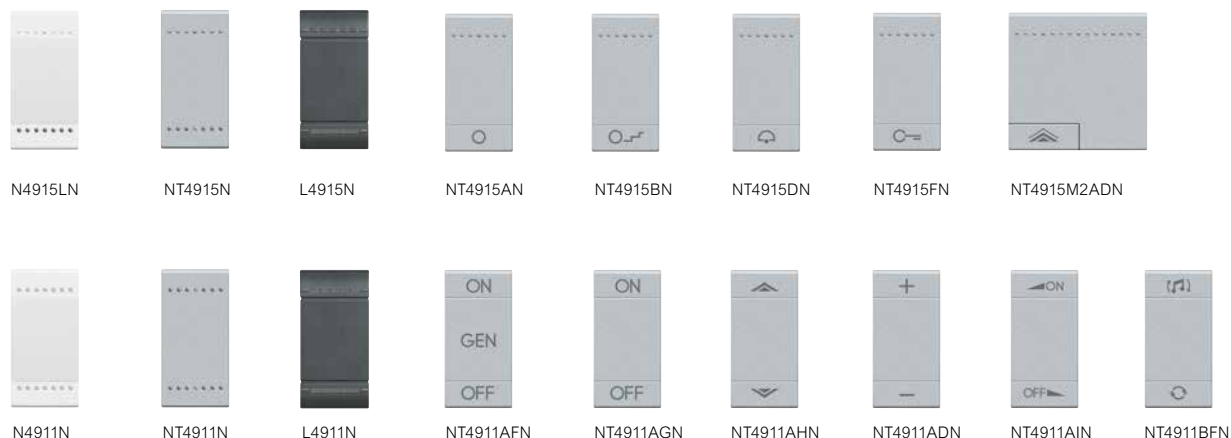 N4915LN NT4915N L4915N NT4915AN NT4915BN NT4915DN NT4915FN NT4915M2ADN
ON ON ON
GEN
OFF OFF OFF
N4911N NT4911N L4911N NT4911AFN NT4911AGN NT4911AHN NT4911ADN NT4911AIN NT4911BFN